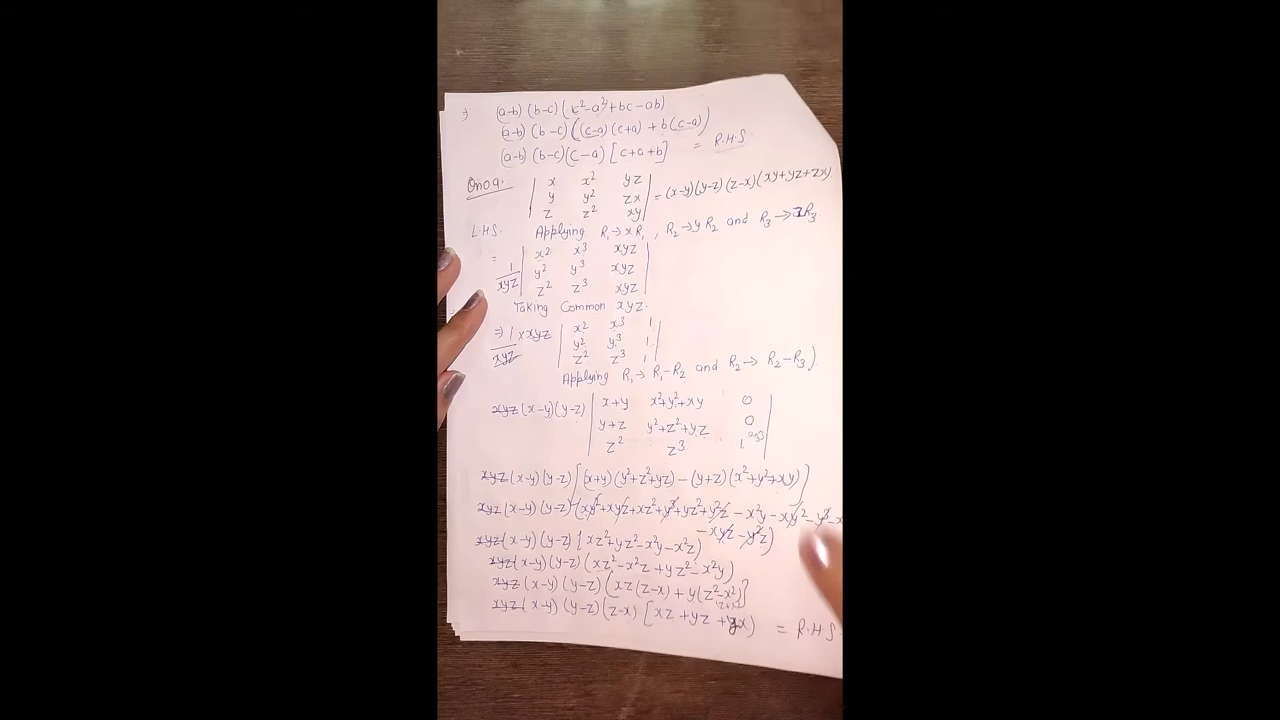 ⇒ (a-b) (b-c) (c²-a²+bc-ab)
(a-b) (b-c) ((c-a) (c+a) + b(c-a))
(a-b) (b-c) (c-a) [c+a+b] = R.H.S.
Qno9. | x x² yz |
| y y² zx | = (x-y) (y-z) (z-x) (xy+yz+zx)
| z z² xy |
L.H.S. Applying R₁→xR₁, R₂→yR₂ and R₃→zR₃
= 1/xyz | x² x³ xyz |
| y² y³ xyz |
| z² z³ xyz |
Taking Common xyz.
⇒ 1/xyz × xyz | x² x³ 1 |
| y² y³ 1 |
| z² z³ 1 |
Applying R₁→R₁-R₂ and R₂→R₂-R₃)
xyz (x-y) (y-z) | x+y x²+y²+xy 0 |
| y+z y²+z²+yz 0 |
| z² z³ 1 a₃₃ |
xyz (x-y) (y-z) [(x+y) (y²+z²+yz) - (y+z) (x²+y²+xy)]
xyz (x-y) (y-z) (xy²+xyz+xz²+y³+yz²+y²z - x²y - xy² - y³ - x
- xyz - y²z)
xyz (x-y) (y-z) [xz²+yz²-x²y-x²z)
xyz (x-y) (y-z) (xz²-x²z+yz²-x²y)
xyz (x-y) (y-z) [xz(z-x) + y(z²-x²)]
xyz (x-y) (y-z) (z-x) [xz+yz+yx) = R.H.S.